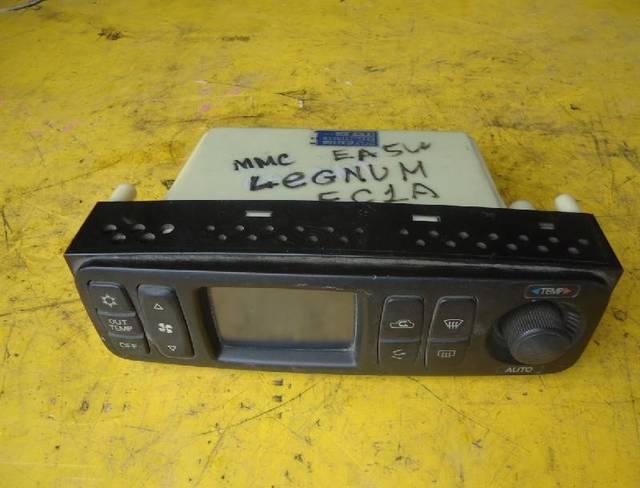 MMC EA5W
LEGNUM
EC1A
TEMP
OUT
TEMP
OFF
AUTO